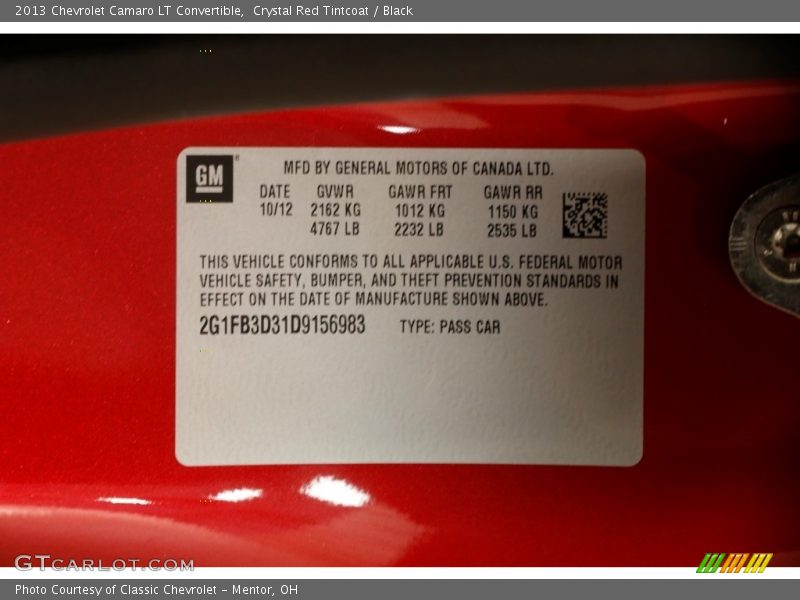 2013 Chevrolet Camaro LT Convertible,  Crystal Red Tintcoat / Black
GM
MFD BY GENERAL MOTORS OF CANADA LTD.
DATE GVWR GAWR FRT GAWR RR
10/12 2162 KG 1012 KG 1150 KG
4767 LB 2232 LB 2535 LB
THIS VEHICLE CONFORMS TO ALL APPLICABLE U.S. FEDERAL MOTOR
VEHICLE SAFETY, BUMPER, AND THEFT PREVENTION STANDARDS IN
EFFECT ON THE DATE OF MANUFACTURE SHOWN ABOVE.
2G1FB3D31D9156983 TYPE: PASS CAR
GTCARLOT.COM
Photo Courtesy of Classic Chevrolet – Mentor, OH